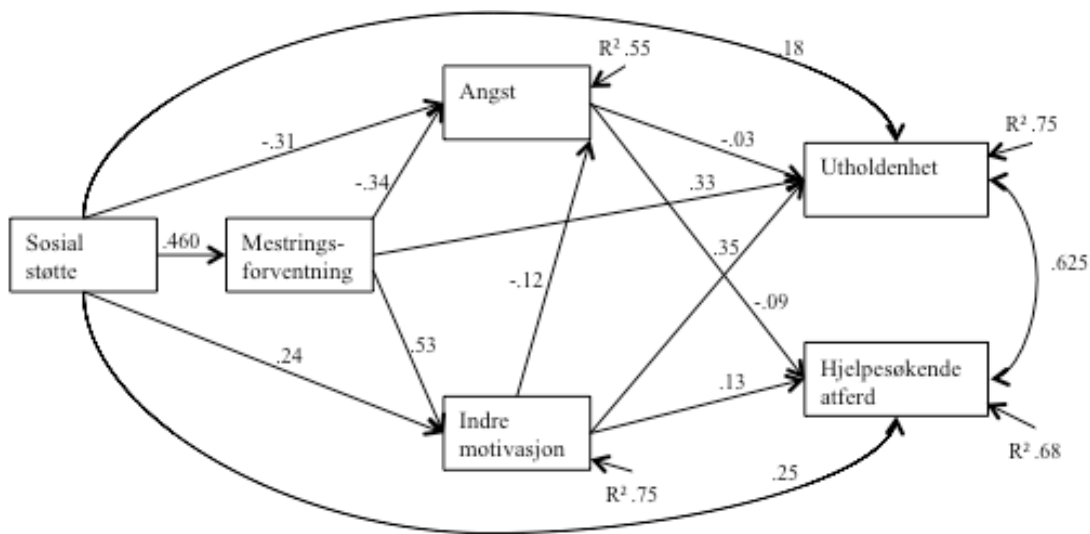 .18
R² .55
Angst
-.31
-.03
R² .75
Utholdenhet
-.34
.33
Sosial
støtte
.460
Mestrings-
forventning
.35
.625
-.12
-.09
.24
.53
.13
Hjelpesøkende
atferd
Indre
motivasjon
R² .75
.25
R² .68